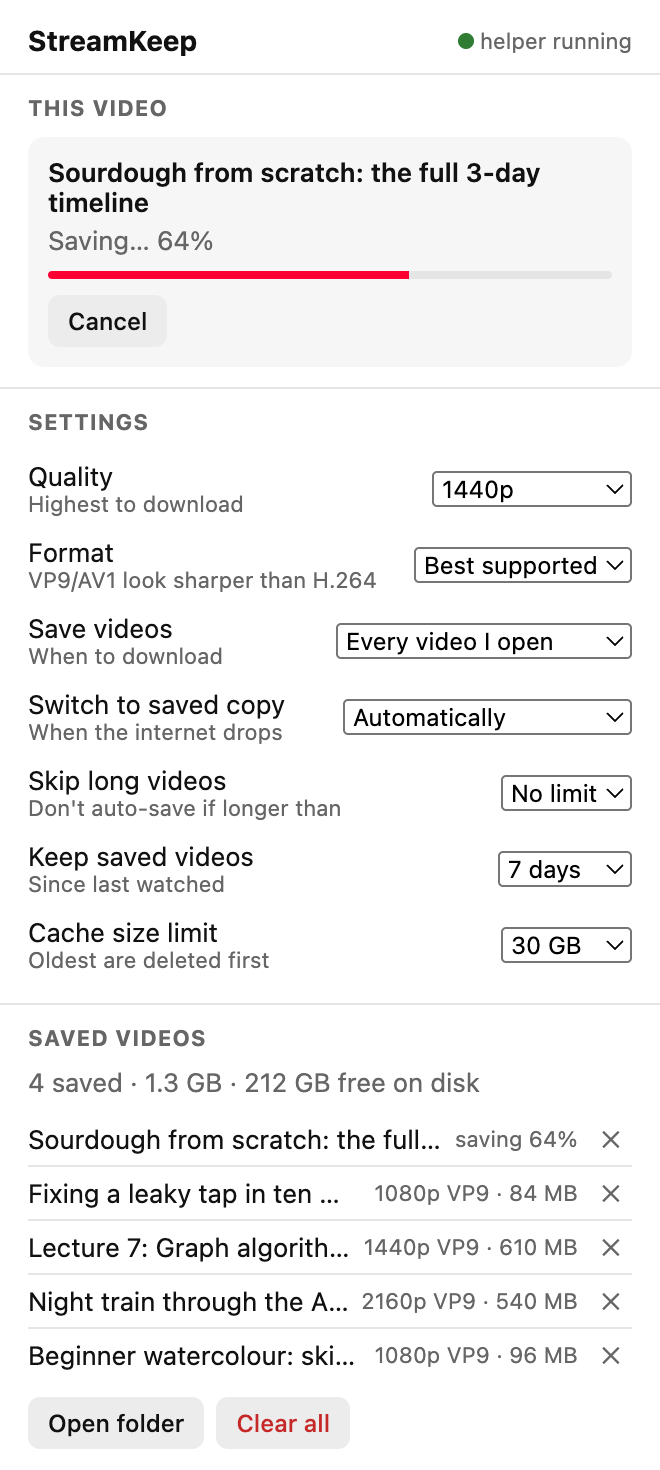 StreamKeep
helper running
THIS VIDEO
Sourdough from scratch: the full 3-day
timeline
Saving... 64%
Cancel
SETTINGS
Quality
Highest to download
1440p
Format
VP9/AV1 look sharper than H.264
Best supported
Save videos
When to download
Every video I open
Switch to saved copy
When the internet drops
Automatically
Skip long videos
Don't auto-save if longer than
No limit
Keep saved videos
Since last watched
7 days
Cache size limit
Oldest are deleted first
30 GB
SAVED VIDEOS
4 saved · 1.3 GB · 212 GB free on disk
Sourdough from scratch: the full... saving 64%
Fixing a leaky tap in ten ... 1080p VP9 · 84 MB
Lecture 7: Graph algorith... 1440p VP9 · 610 MB
Night train through the A... 2160p VP9 · 540 MB
Beginner watercolour: ski... 1080p VP9 · 96 MB
Open folder
Clear all